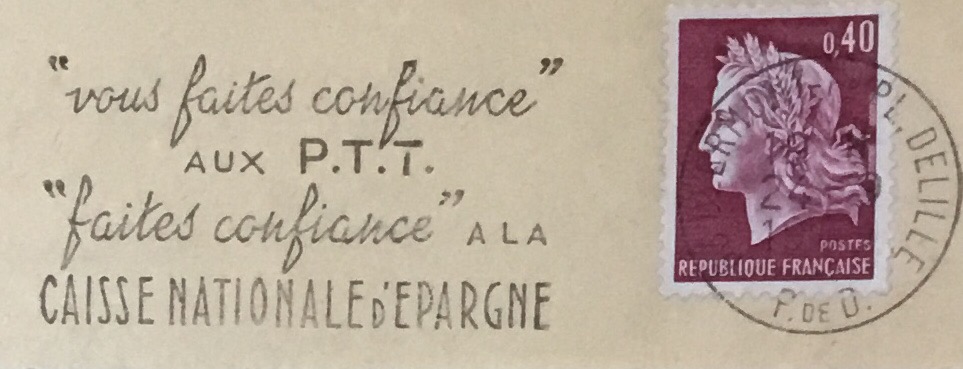 "vous faites confiance"
AUX P.T.T.
"faites confiance" A LA
CAISSE NATIONALE D'EPARGNE
0,40
POSTES
REPUBLIQUE FRANÇAISE
PL. DELILLE
P. DE D.